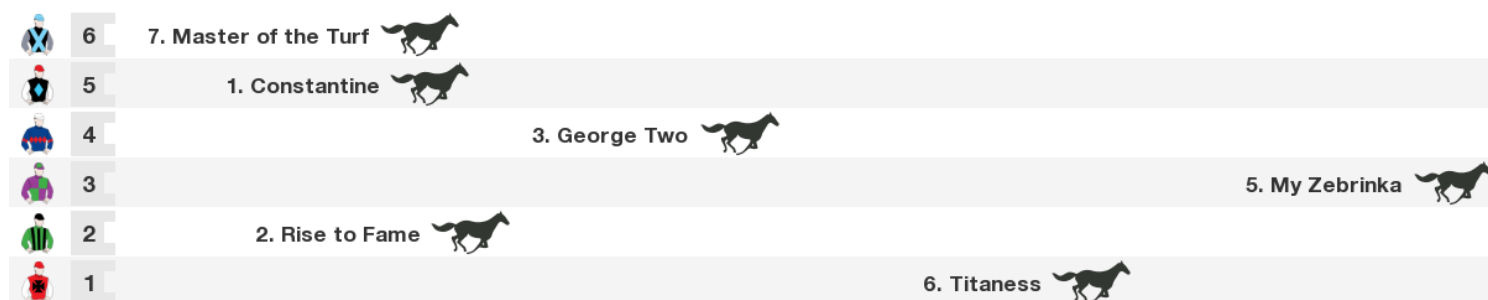 6 7. Master of the Turf
5 1. Constantine
4 3. George Two
3 5. My Zebrinka
2 2. Rise to Fame
1 6. Titaness